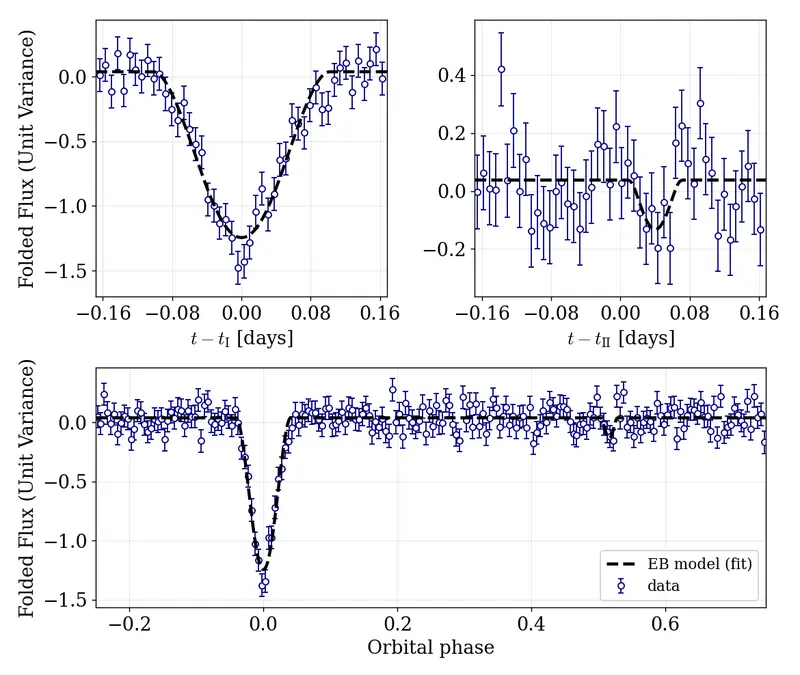 Folded Flux (Unit Variance)
0.0
−0.5
−1.0
−1.5
−0.16 −0.08 0.00 0.08 0.16
t − tI [days]
0.4
0.2
0.0
−0.2
−0.16 −0.08 0.00 0.08 0.16
t − tII [days]
Folded Flux (Unit Variance)
0.0
−0.5
−1.0
−1.5
−0.2 0.0 0.2 0.4 0.6
Orbital phase
EB model (fit)
data